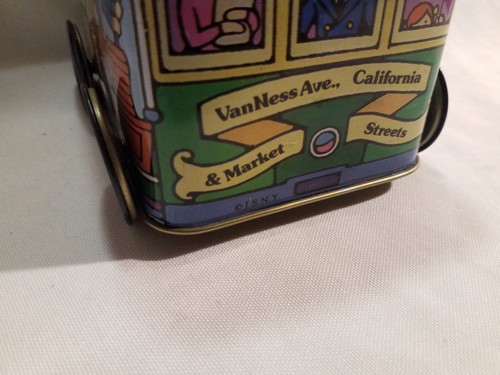 VanNess Ave., California
& Market Streets
© J.S.N.Y.